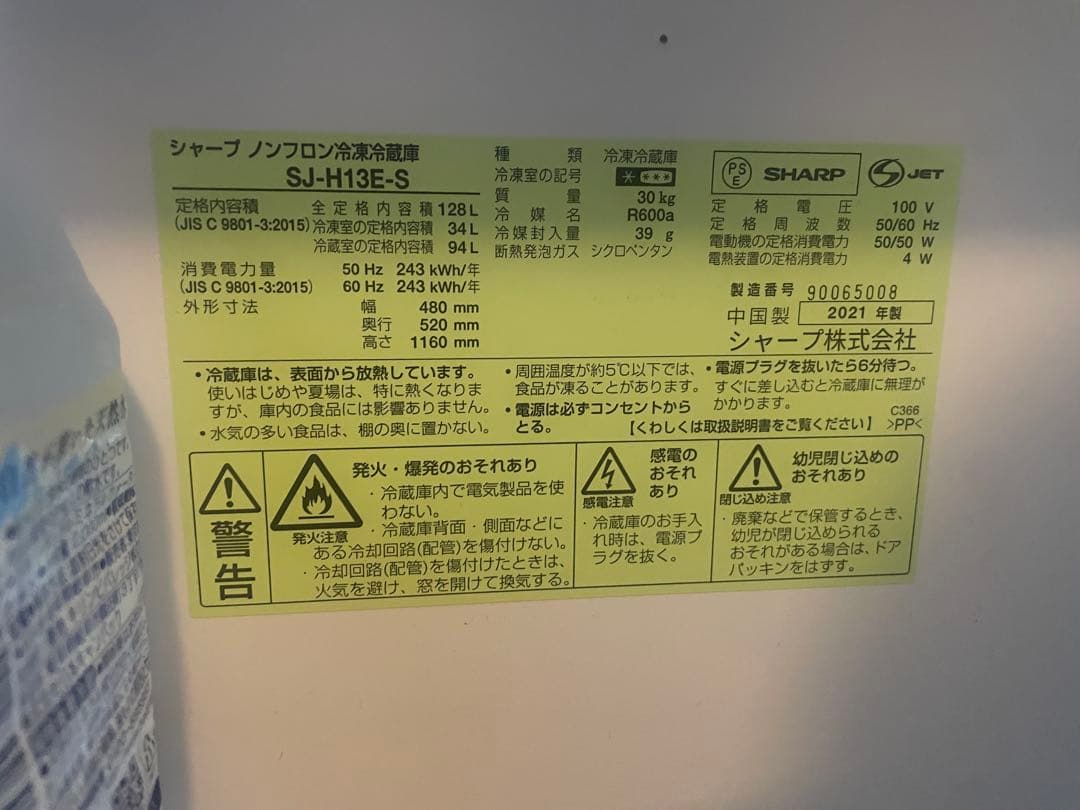 シャープ ノンフロン冷凍冷蔵庫
SJ-H13E-S
定格内容積 全定格内容積 128 L
(JIS C 9801-3:2015) 冷凍室の定格内容積 34 L
冷蔵室の定格内容積 94 L
消費電力量 50 Hz 243 kWh/年
(JIS C 9801-3:2015) 60 Hz 243 kWh/年
外形寸法 幅 480 mm
奥行 520 mm
高さ 1160 mm
種類 冷凍冷蔵庫
冷凍室の記号 * ***
質量 30 kg
冷媒名 R600a
冷媒封入量 39 g
断熱発泡ガス シクロペンタン
PS E SHARP JET
定格電圧 100 V
定格周波数 50/60 Hz
電動機の定格消費電力 50/50 W
電熱装置の定格消費電力 4 W
製造番号 90065008
中国製 2021 年製
シャープ株式会社
・冷蔵庫は、表面から放熱しています。
使いはじめや夏場は、特に熱くなりま
すが、庫内の食品には影響ありません。
・水気の多い食品は、棚の奥に置かない。
・周囲温度が約5℃以下では、
食品が凍ることがあります。
・電源は必ずコンセントから
とる。
・電源プラグを抜いたら6分待つ。
すぐに差し込むと冷蔵庫に無理が
かかります。
【くわしくは取扱説明書をご覧ください】
C366
>PP<
警告
発火注意
発火・爆発のおそれあり
・冷蔵庫内で電気製品を使
わない。
・冷蔵庫背面・側面などに
ある冷却回路(配管)を傷付けない。
・冷却回路(配管)を傷付けたときは、
火気を避け、窓を開けて換気する。
感電注意
感電の
おそれ
あり
・冷蔵庫のお手入
れ時は、電源プ
ラグを抜く。
閉じ込め注意
幼児閉じ込めの
おそれあり
・廃棄などで保管するとき、
幼児が閉じ込められる
おそれがある場合は、ドア
パッキンをはずす。